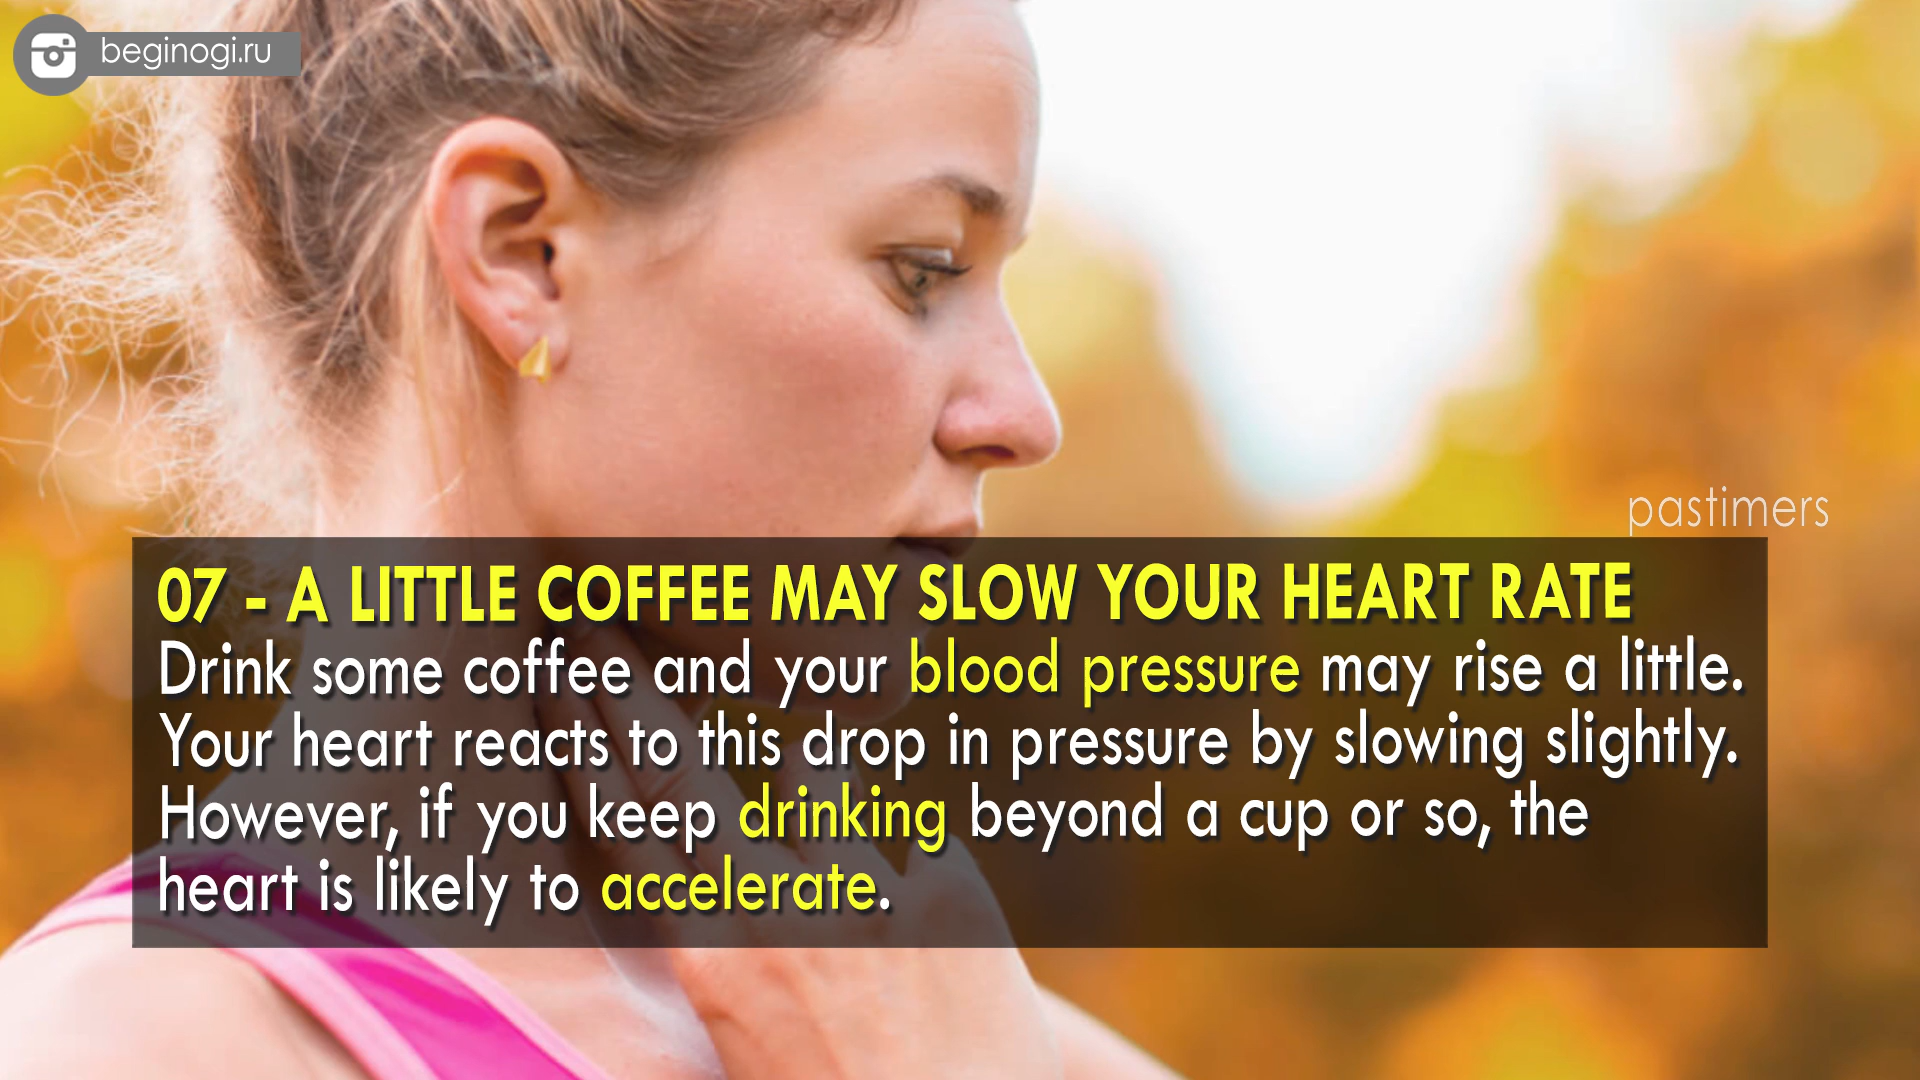 beginogi.ru
pastimers
07 - A LITTLE COFFEE MAY SLOW YOUR HEART RATE
Drink some coffee and your blood pressure may rise a little.
Your heart reacts to this drop in pressure by slowing slightly.
However, if you keep drinking beyond a cup or so, the
heart is likely to accelerate.